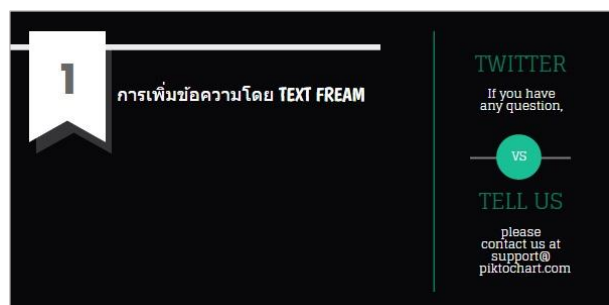 1
การเพิ่มข้อความโดย TEXT FREAM
TWITTER
If you have
any question,
VS
TELL US
please
contact us at
support@
piktochart.com